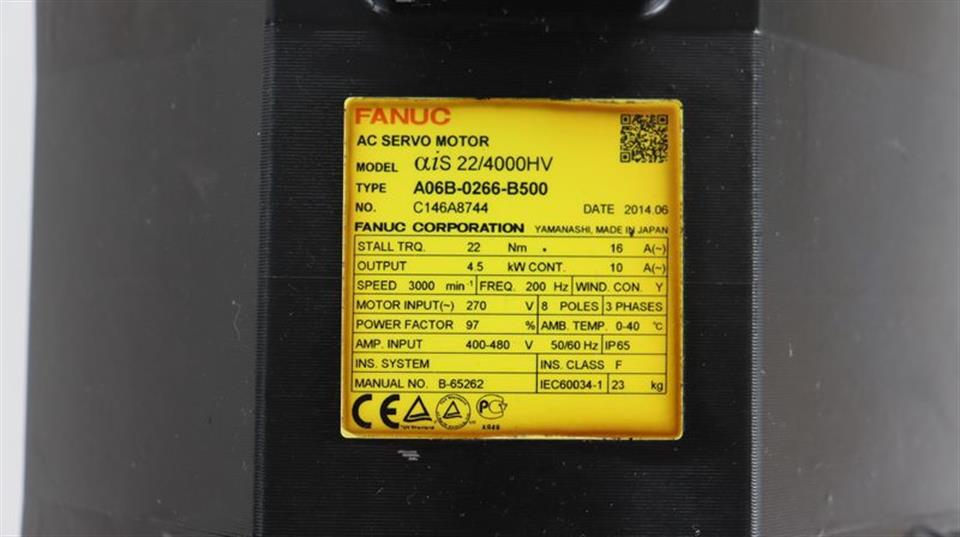 FANUC
AC SERVO MOTOR
MODEL αiS 22/4000HV
TYPE A06B-0266-B500
NO. C146A8744 DATE 2014.06
FANUC CORPORATION YAMANASHI, MADE IN JAPAN
STALL TRQ. 22 Nm 16 A(~)
OUTPUT 4.5 kW CONT. 10 A(~)
SPEED 3000 min⁻¹ FREQ. 200 Hz WIND. CON. Y
MOTOR INPUT(~) 270 V 8 POLES 3 PHASES
POWER FACTOR 97 % AMB. TEMP. 0-40 ℃
AMP. INPUT 400-480 V 50/60 Hz IP65
INS. SYSTEM INS. CLASS F
MANUAL NO. B-65262 IEC60034-1 23 kg
CE